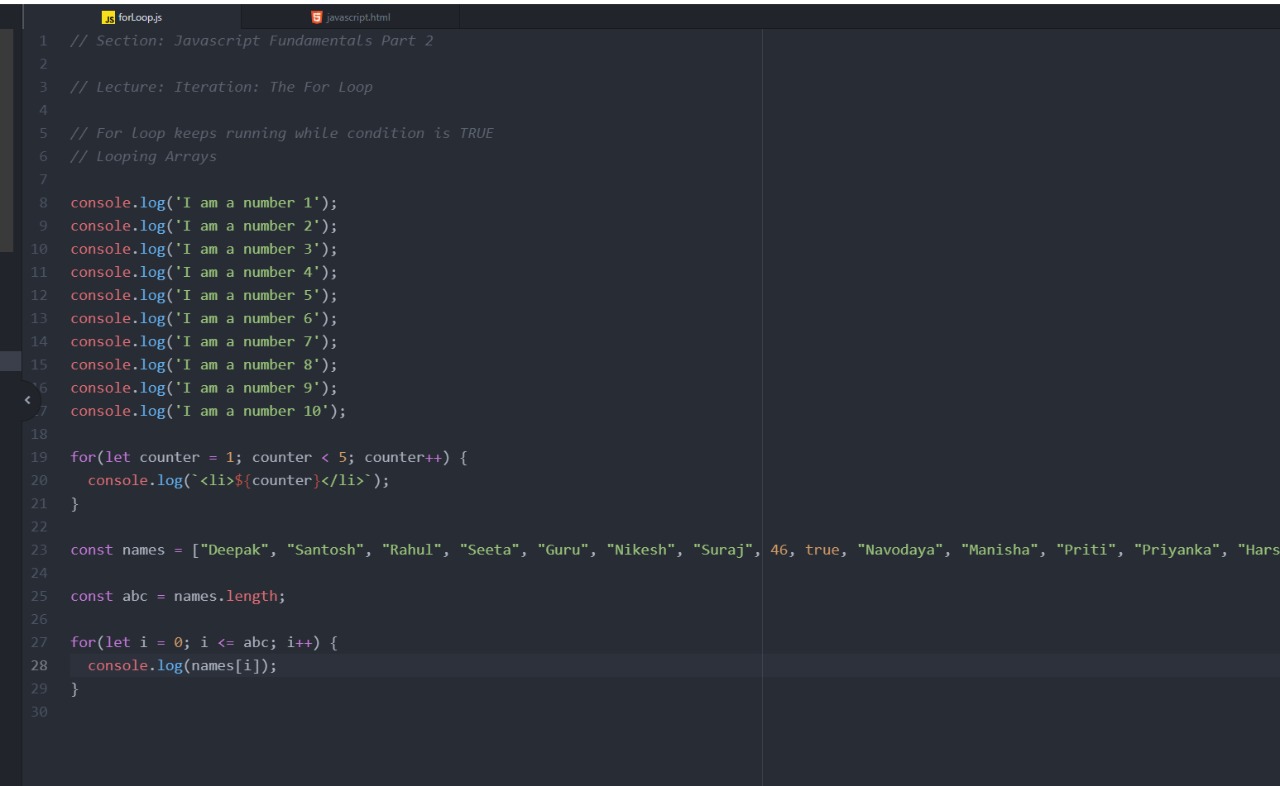 forLoop.js javascript.html
1 // Section: Javascript Fundamentals Part 2
2
3 // Lecture: Iteration: The For Loop
4
5 // For loop keeps running while condition is TRUE
6 // Looping Arrays
7
8 console.log('I am a number 1');
9 console.log('I am a number 2');
10 console.log('I am a number 3');
11 console.log('I am a number 4');
12 console.log('I am a number 5');
13 console.log('I am a number 6');
14 console.log('I am a number 7');
15 console.log('I am a number 8');
16 console.log('I am a number 9');
17 console.log('I am a number 10');
18
19 for(let counter = 1; counter < 5; counter++) {
20 console.log(`<li>${counter}</li>`);
21 }
22
23 const names = ["Deepak", "Santosh", "Rahul", "Seeta", "Guru", "Nikesh", "Suraj", 46, true, "Navodaya", "Manisha", "Priti", "Priyanka", "Hars
24
25 const abc = names.length;
26
27 for(let i = 0; i <= abc; i++) {
28 console.log(names[i]);
29 }
30